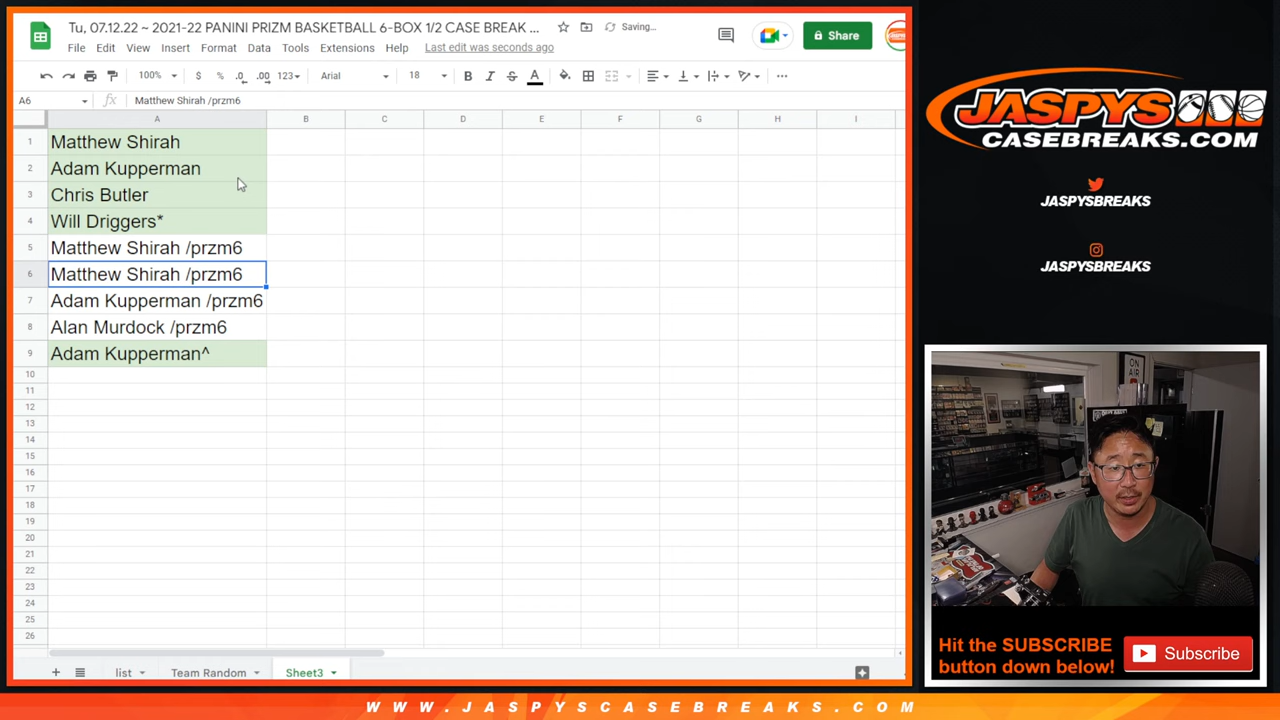 Tu, 07.12.22 ~ 2021-22 PANINI PRIZM BASKETBALL 6-BOX 1/2 CASE BREAK ...
Saving...
Share
File Edit View Insert Format Data Tools Extensions Help Last edit was seconds ago
100% $ % .0 .00 123 Arial 18 B I S A
A6 fx Matthew Shirah /przm6
A B C D E F G H I
1 Matthew Shirah
2 Adam Kupperman
3 Chris Butler
4 Will Driggers*
5 Matthew Shirah /przm6
6 Matthew Shirah /przm6
7 Adam Kupperman /przm6
8 Alan Murdock /przm6
9 Adam Kupperman^
10
11
12
13
14
15
16
17
18
19
20
21
22
23
24
25
26
list Team Random Sheet3
JASPYS
CASEBREAKS.COM
JASPYSBREAKS
JASPYSBREAKS
ON
AIR
Hit the SUBSCRIBE
button down below!
Subscribe
WWW.JASPYSCASEBREAKS.COM